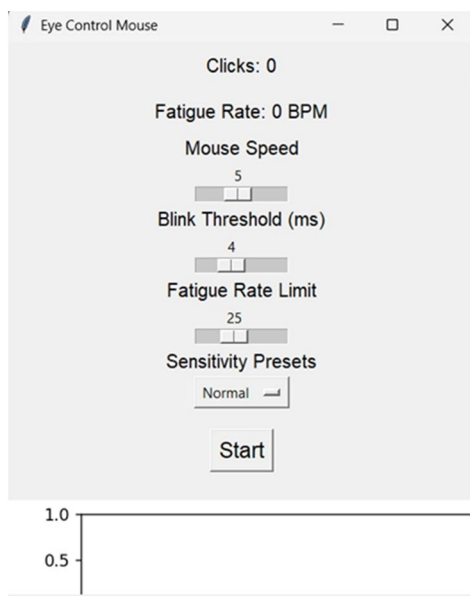 Eye Control Mouse
Clicks: 0
Fatigue Rate: 0 BPM
Mouse Speed
5
Blink Threshold (ms)
4
Fatigue Rate Limit
25
Sensitivity Presets
Normal
Start
1.0
0.5